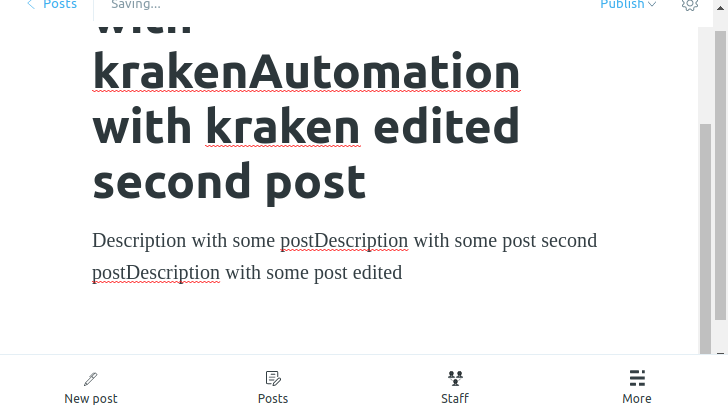 Posts Saving... Publish
with
krakenAutomation
with kraken edited
second post
Description with some postDescription with some post second
postDescription with some post edited
New post Posts Staff More